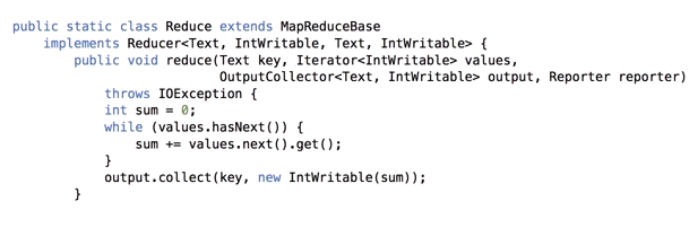 public static class Reduce extends MapReduceBase
implements Reducer<Text, IntWritable, Text, IntWritable> {
public void reduce(Text key, Iterator<IntWritable> values,
OutputCollector<Text, IntWritable> output, Reporter reporter)
throws IOException {
int sum = 0;
while (values.hasNext()) {
sum += values.next().get();
}
output.collect(key, new IntWritable(sum));
}